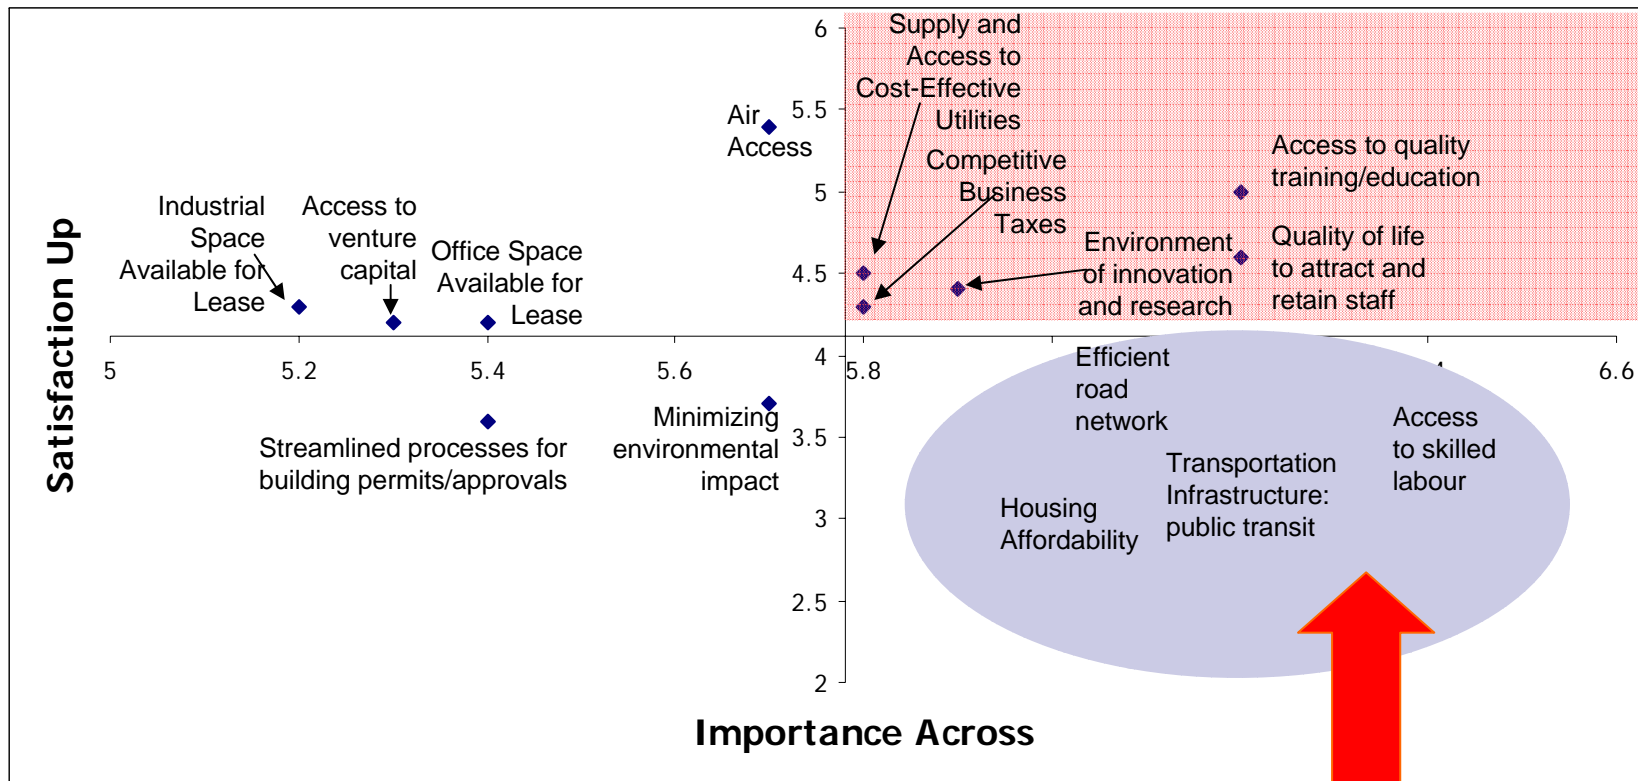 6
5.5
5
4.5
4
3.5
3
2.5
2
Supply and
Access to
Cost-Effective
Utilities
Air
Access
Competitive
Business
Taxes
Access to quality
training/education
Industrial
Space
Available for
Lease
Access to
venture
capital
Office Space
Available for
Lease
Environment
of innovation
and research
Quality of life
to attract and
retain staff
5
5.2
5.4
5.6
5.8
6.6
Streamlined processes for
building permits/approvals
Minimizing
environmental
impact
Efficient
road
network
Housing
Affordability
Transportation
Infrastructure:
public transit
Access
to skilled
labour
Satisfaction Up
Importance Across